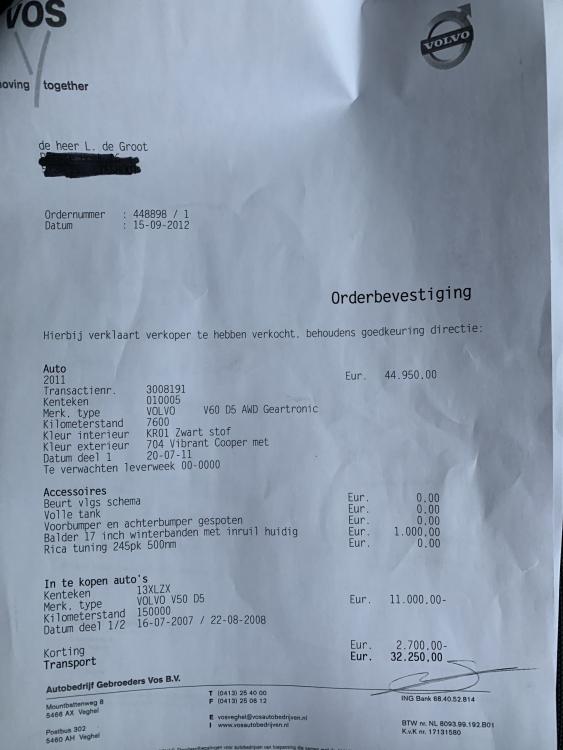 VOS
moving together
VOLVO
de heer L. de Groot
Ordernummer : 448898 / 1
Datum : 15-09-2012
Orderbevestiging
Hierbij verklaart verkoper te hebben verkocht, behoudens goedkeuring directie:
Auto
2011 Eur. 44.950,00
Transactienr. 3008191
Kenteken 010005
Merk, type VOLVO V60 D5 AWD Geartronic
Kilometerstand 7600
Kleur interieur KR01 Zwart stof
Kleur exterieur 704 Vibrant Cooper met
Datum deel 1 20-07-11
Te verwachten leverweek 00-0000
Accessoires
Beurt vlgs schema Eur. 0,00
Volle tank Eur. 0,00
Voorbumper en achterbumper gespoten Eur. 0,00
Balder 17 inch winterbanden met inruil huidig Eur. 1.000,00
Rica tuning 245pk 500nm Eur. 0,00
In te kopen auto's
Kenteken 13XLZX
Merk, type VOLVO V50 D5 Eur. 11.000,00-
Kilometerstand 150000
Datum deel 1/2 16-07-2007 / 22-08-2008
Korting Eur. 2.700,00-
Transport Eur. 32.250,00
Autobedrijf Gebroeders Vos B.V.
Mountbattenweg 8
5466 AX Veghel
Postbus 302
5460 AH Veghel
T (0413) 25 40 00
F (0413) 25 06 12
E vosveghel@vosautobedrijven.nl
I www.vosautobedrijven.nl
ING Bank 68.40.52.814
BTW nr. NL 8093.99.192.B01
K.v.K nr. 17131580